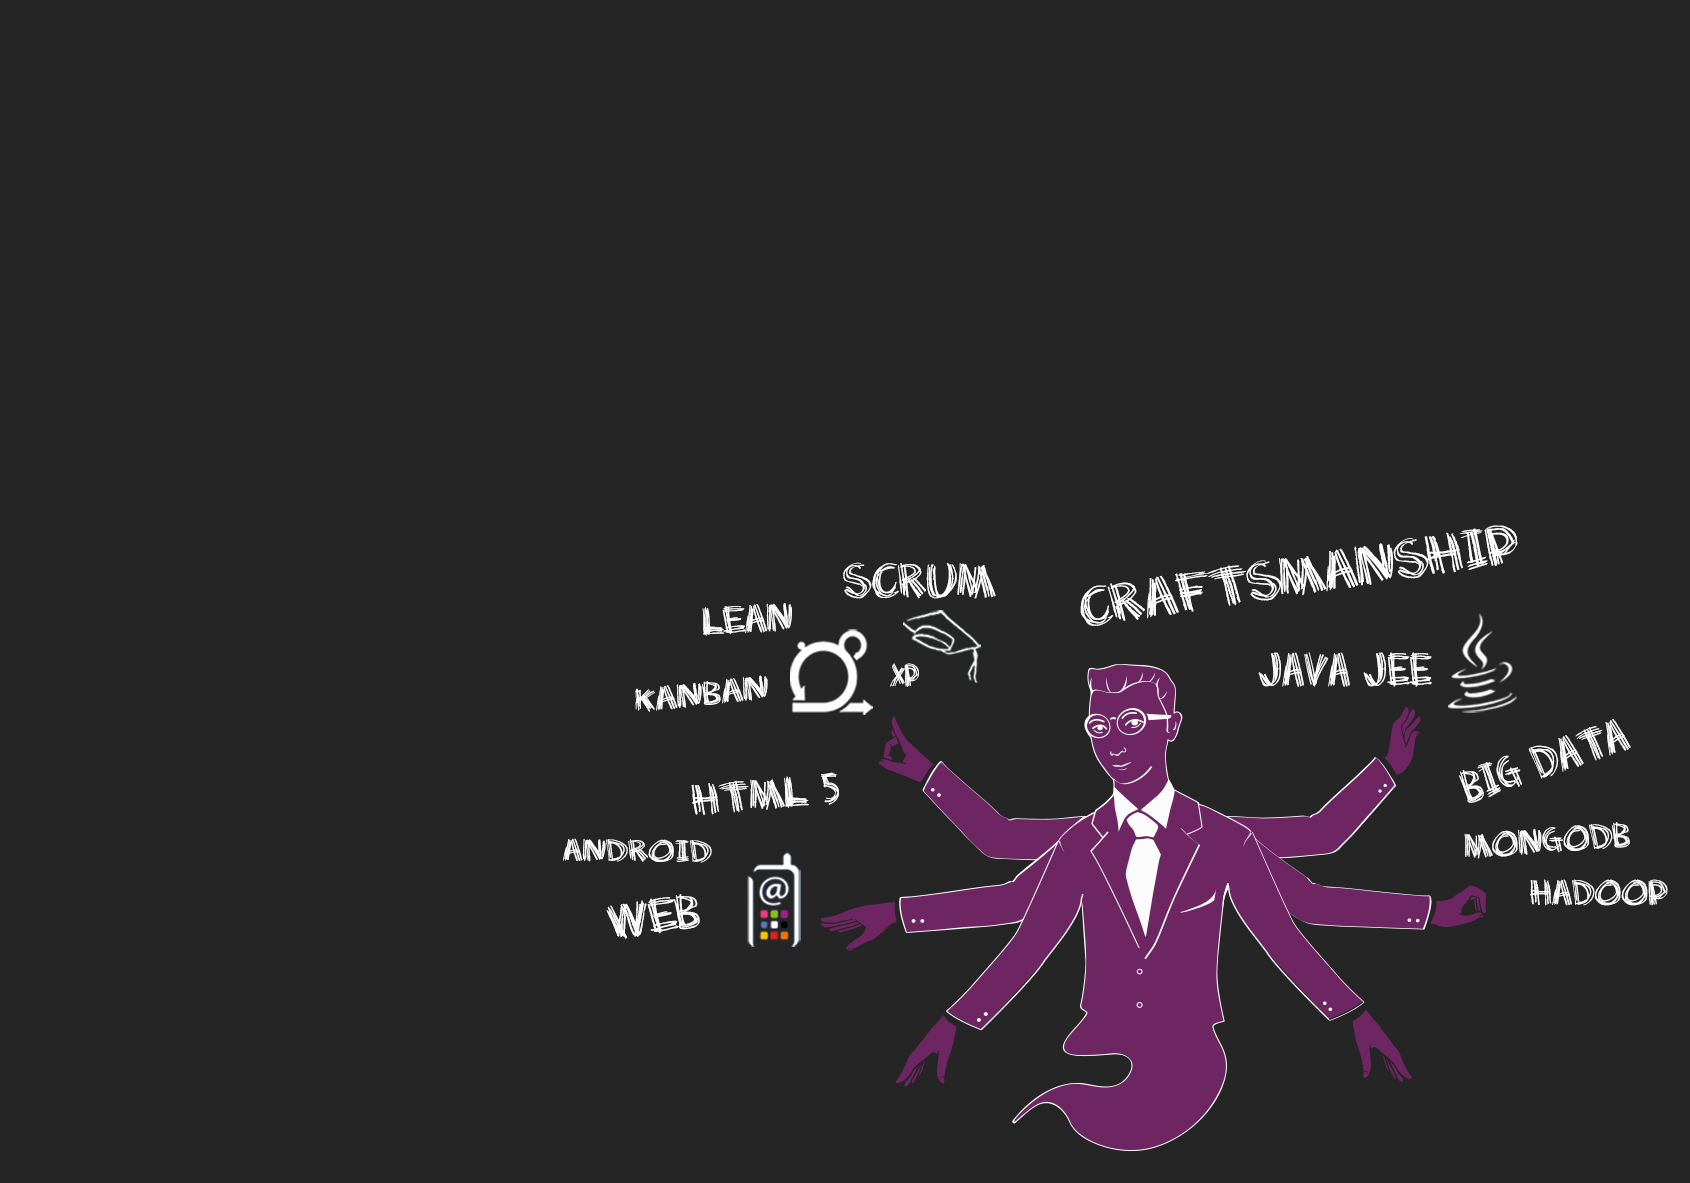 CRAFTSMANSHIP
SCRUM
LEAN
XP
KANBAN
JAVA JEE
BIG DATA
HTML 5
ANDROID
MONGODB
HADOOP
WEB
@